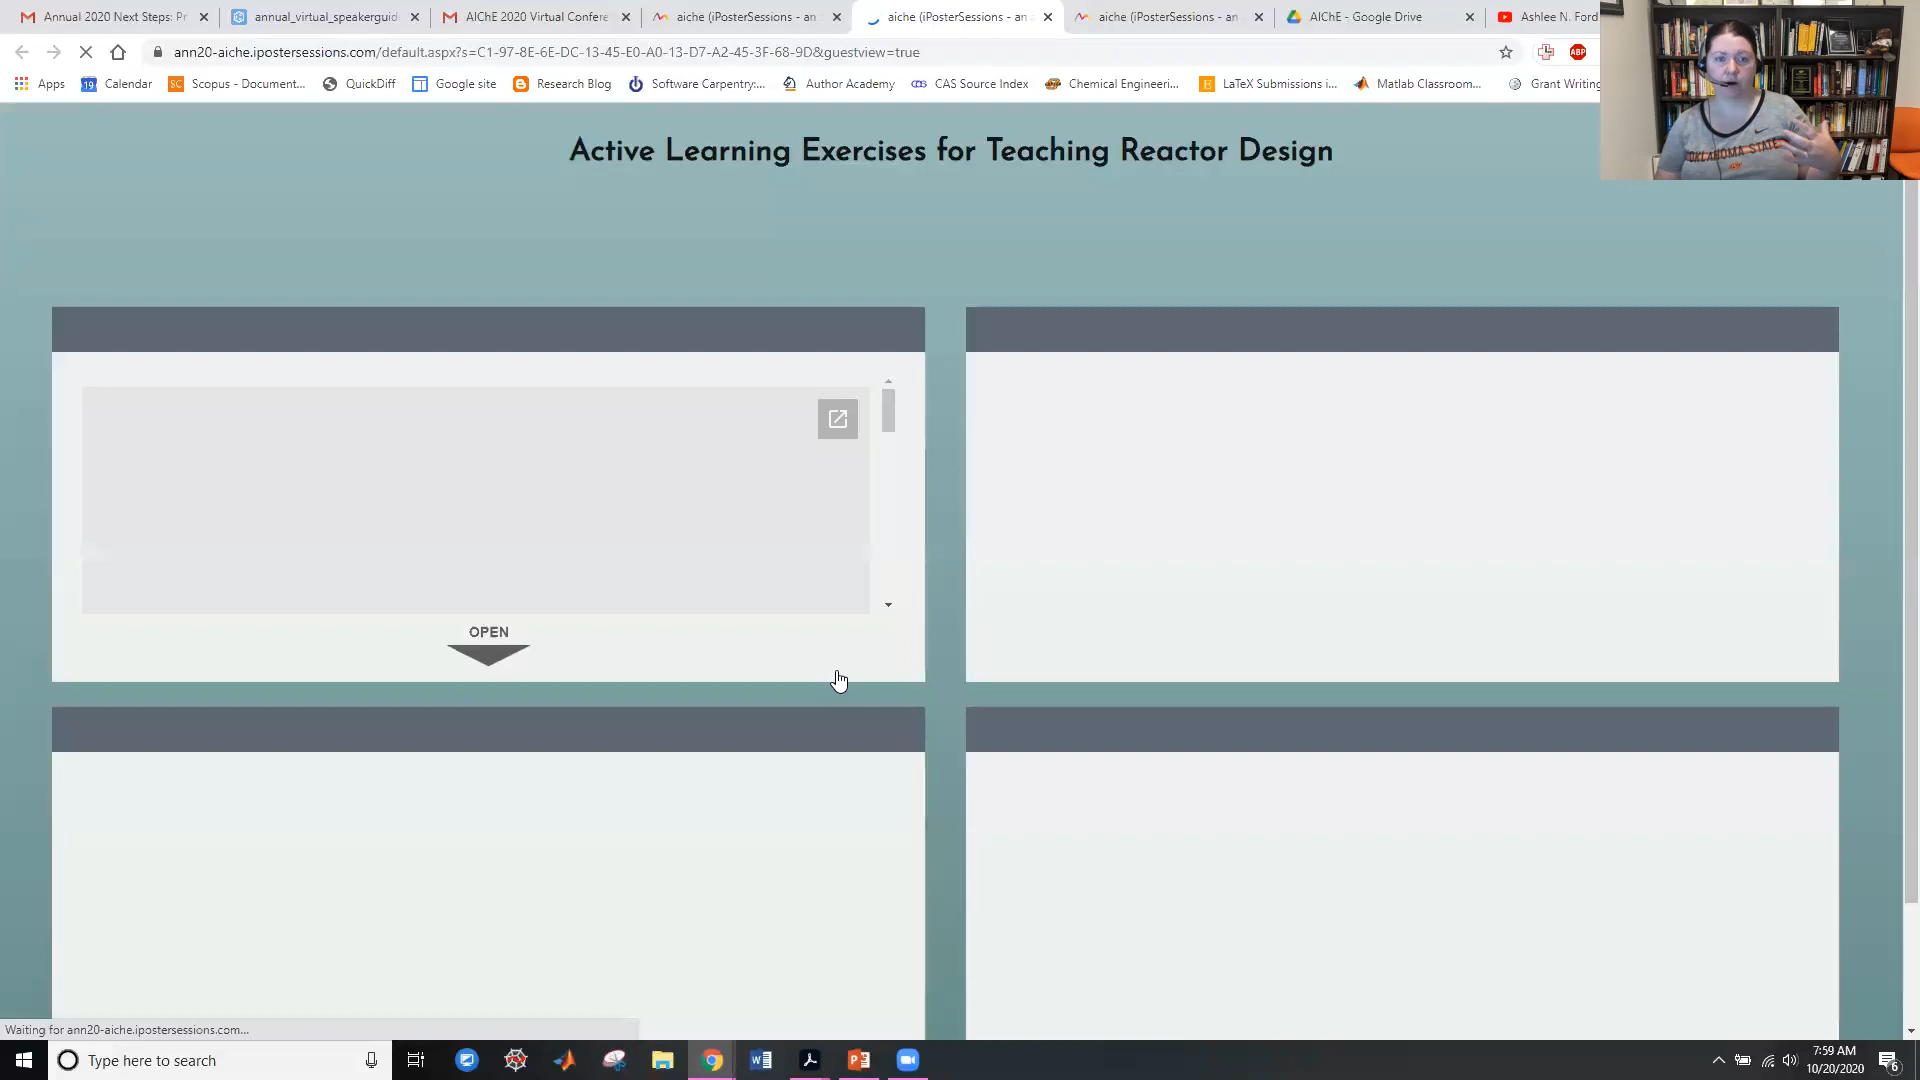 Annual 2020 Next Steps: Pr
annual_virtual_speakerguid
AIChE 2020 Virtual Confere
aiche (iPosterSessions - an
aiche (iPosterSessions - an
aiche (iPosterSessions - an
AIChE - Google Drive
Ashlee N. Ford
ann20-aiche.ipostersessions.com/default.aspx?s=C1-97-8E-6E-DC-13-45-E0-A0-13-D7-A2-45-3F-68-9D&guestview=true
ABP
Apps
19
Calendar
SC
Scopus - Document...
QuickDiff
Google site
Research Blog
Software Carpentry:...
Author Academy
CAS Source Index
Chemical Engineeri...
LaTeX Submissions i...
Matlab Classroom...
Grant Writing
OKLAHOMA STATE
Active Learning Exercises for Teaching Reactor Design
OPEN
Waiting for ann20-aiche.ipostersessions.com...
Type here to search
7:59 AM
10/20/2020
6